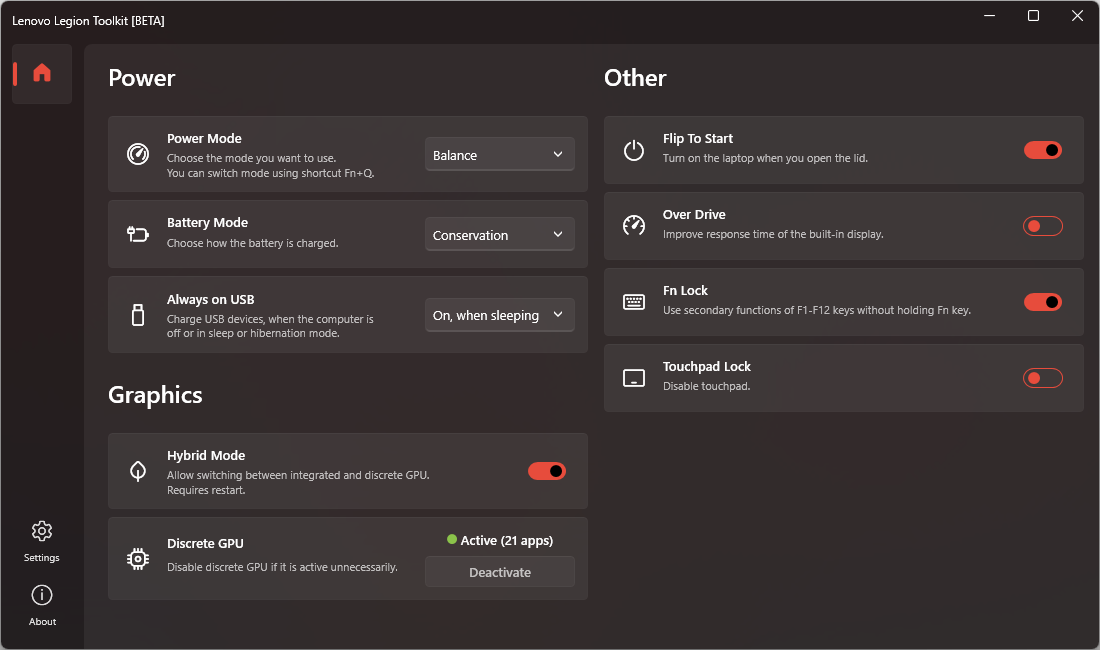 Lenovo Legion Toolkit [BETA]
Power
Power Mode
Choose the mode you want to use.
You can switch mode using shortcut Fn+Q.
Balance
Battery Mode
Choose how the battery is charged.
Conservation
Always on USB
Charge USB devices, when the computer is
off or in sleep or hibernation mode.
On, when sleeping
Graphics
Hybrid Mode
Allow switching between integrated and discrete GPU.
Requires restart.
Discrete GPU
Disable discrete GPU if it is active unnecessarily.
Active (21 apps)
Deactivate
Other
Flip To Start
Turn on the laptop when you open the lid.
Over Drive
Improve response time of the built-in display.
Fn Lock
Use secondary functions of F1-F12 keys without holding Fn key.
Touchpad Lock
Disable touchpad.
Settings
About